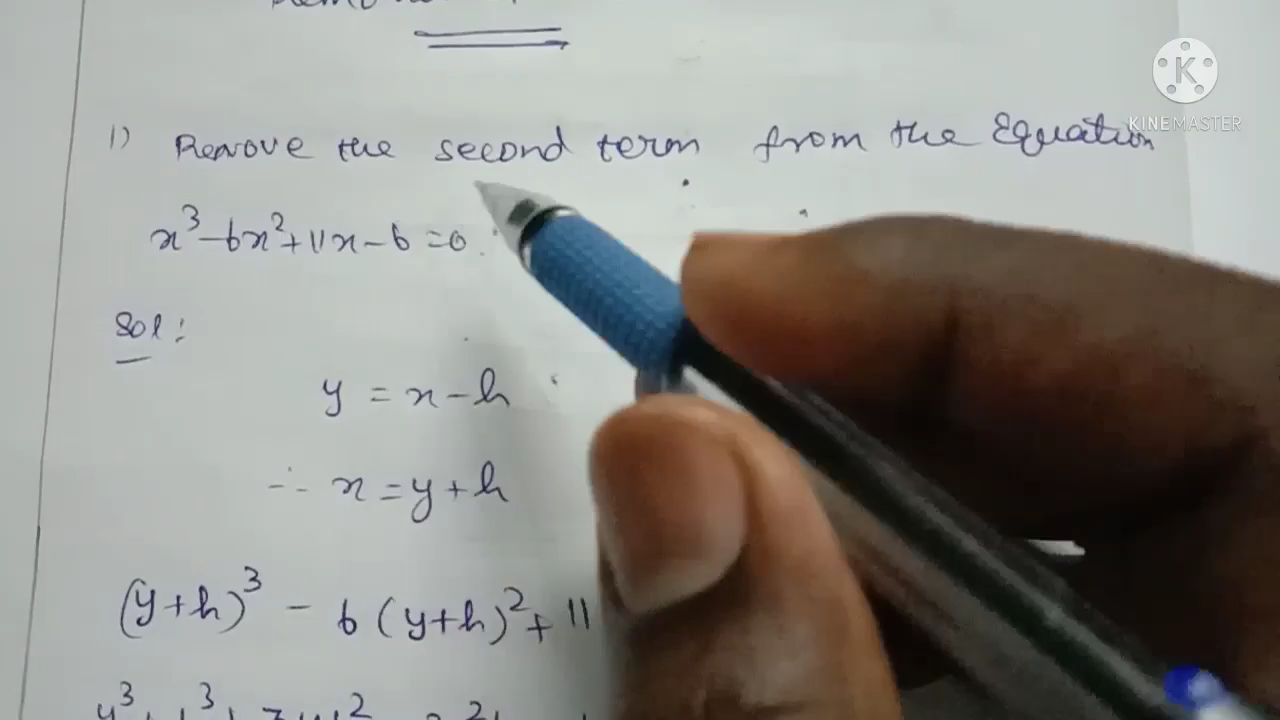 1) Remove the second term from the Equation
x³-6x²+11x-6=0.
Sol:
y = x-h
∴ x=y+h
(y+h)³ - 6(y+h)²+11
KINEMASTER